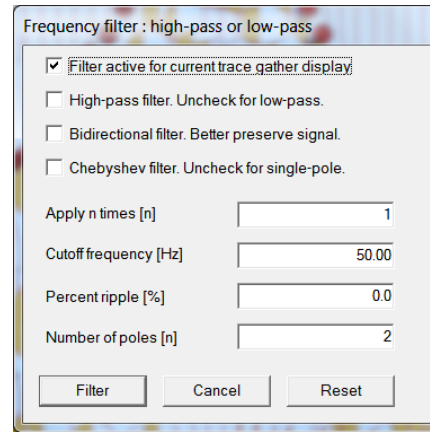 Frequency filter : high-pass or low-pass
Filter active for current trace gather display
High-pass filter. Uncheck for low-pass.
Bidirectional filter. Better preserve signal.
Chebyshev filter. Uncheck for single-pole.
Apply n times [n] 1
Cutoff frequency [Hz] 50.00
Percent ripple [%] 0.0
Number of poles [n] 2
Filter Cancel Reset